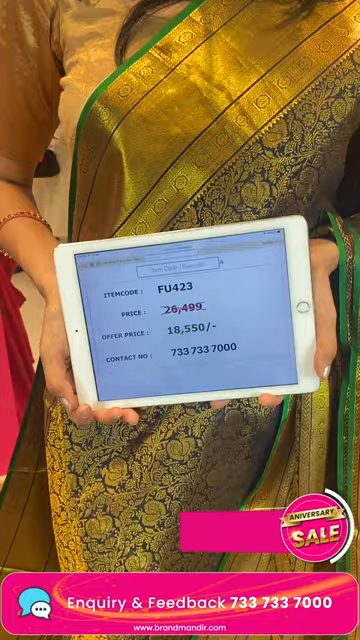 Item Code / Barcode
ITEMCODE : FU423
PRICE : 26,499
OFFER PRICE : 18,550/-
CONTACT NO : 733 733 7000
ANIVERSARY
SALE
Enquiry & Feedback 733 733 7000
www.brandmandir.com